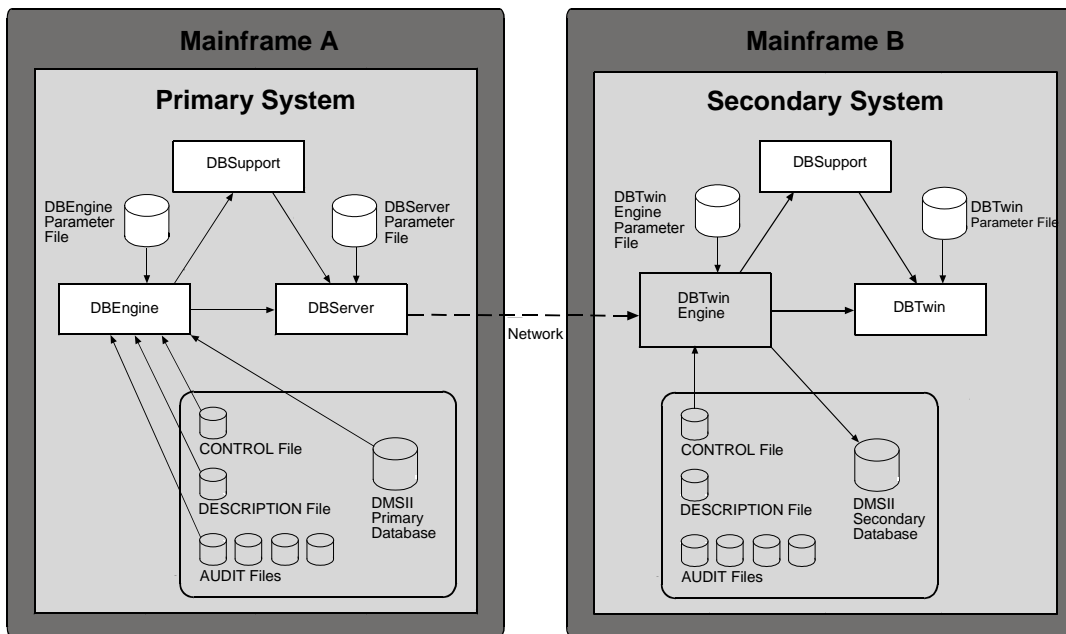 Mainframe A
Primary System
DBSupport
DBEngine
Parameter
File
DBServer
Parameter
File
DBEngine
DBServer
Network
CONTROL File
DESCRIPTION File
AUDIT Files
DMSII
Primary
Database
Mainframe B
Secondary System
DBSupport
DBTwin
Engine
Parameter
File
DBTwin
Parameter File
DBTwin
Engine
DBTwin
CONTROL File
DESCRIPTION File
AUDIT Files
DMSII
Secondary
Database